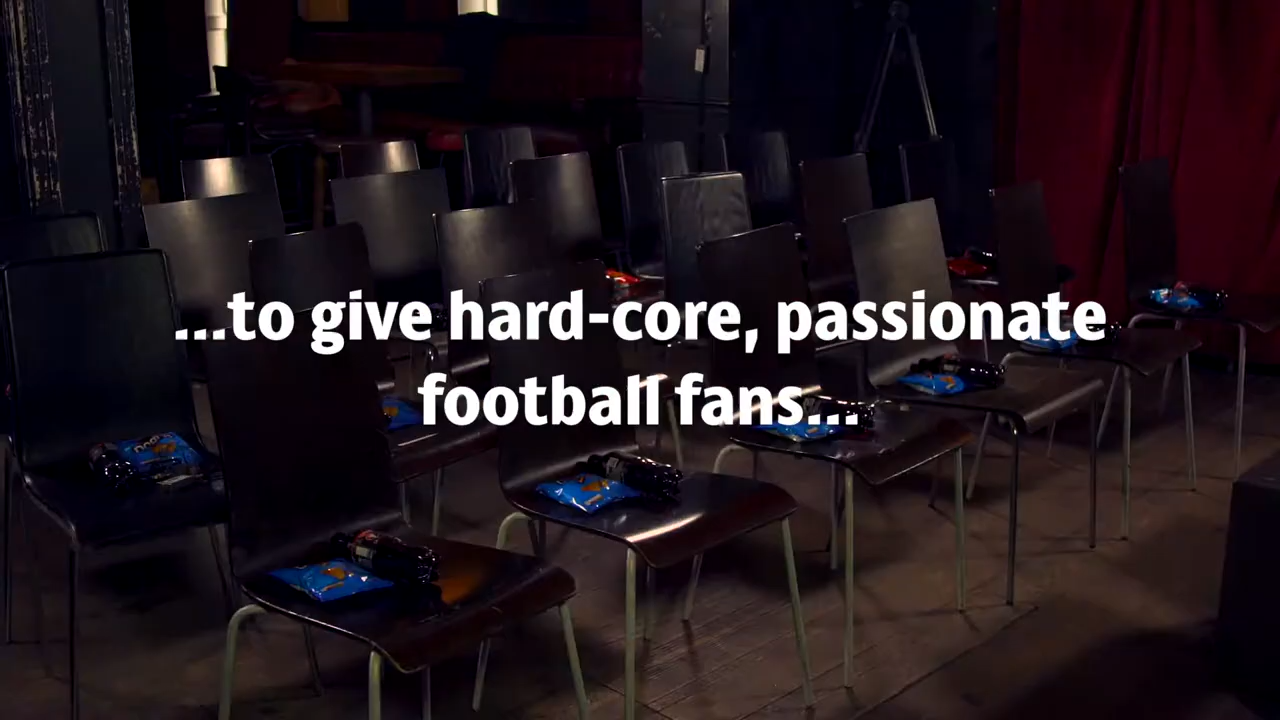 ...to give hard-core, passionate
football fans...